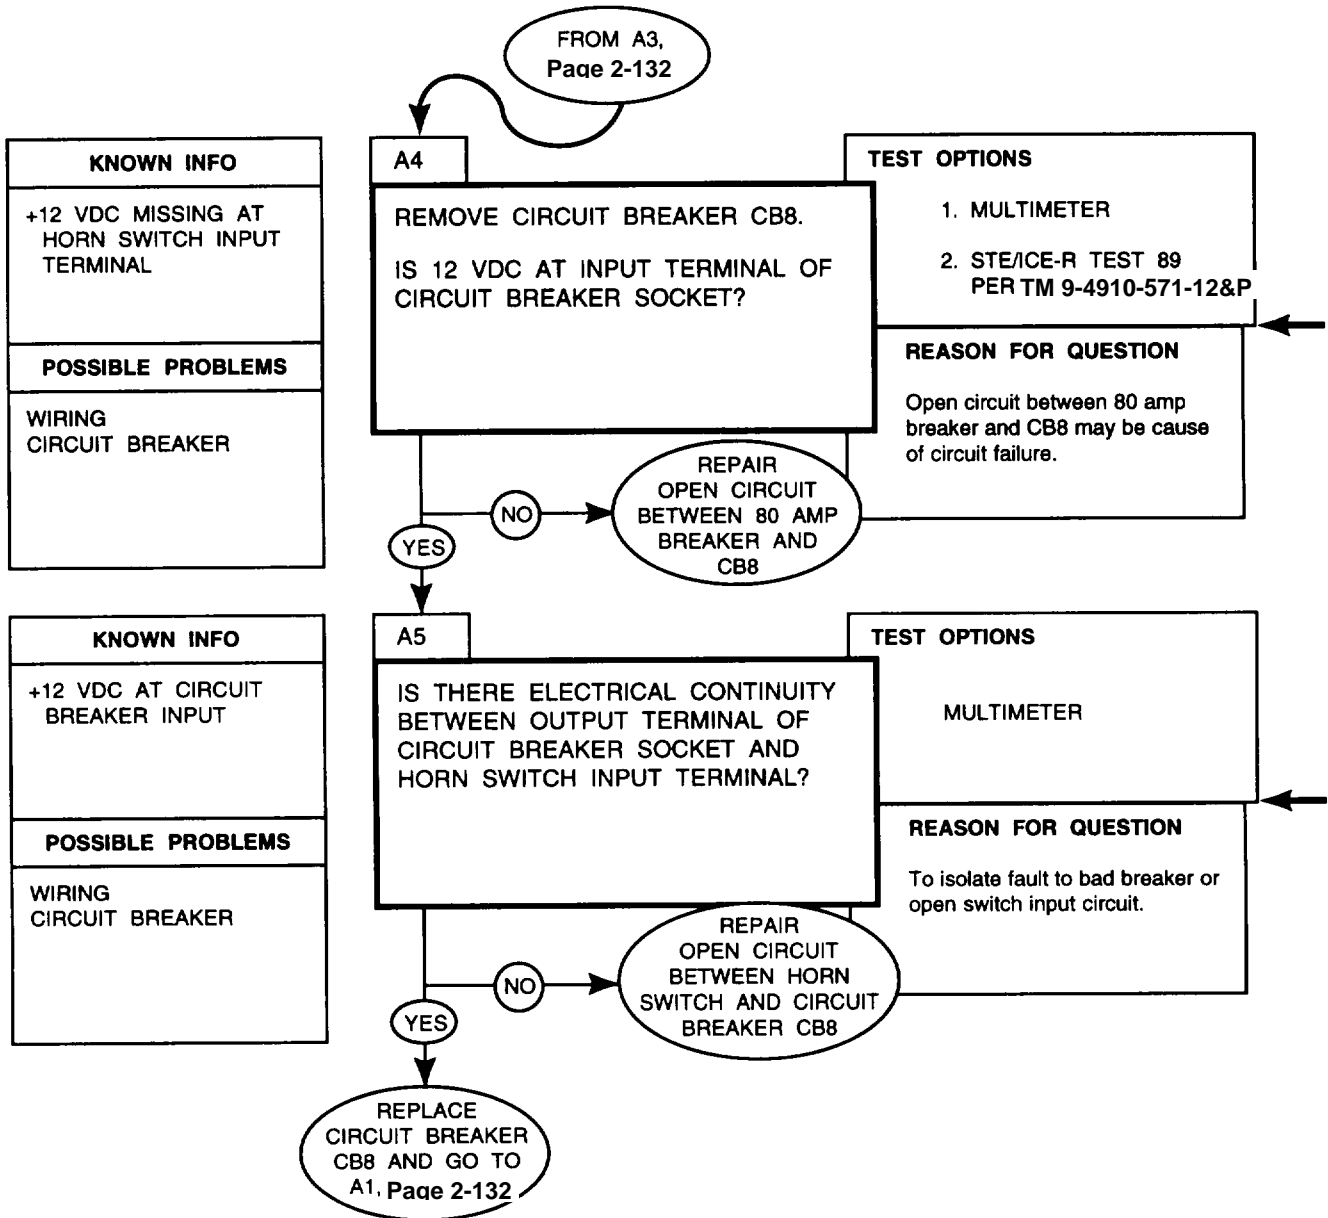 FROM A3,
Page 2-132
KNOWN INFO
+12 VDC MISSING AT
HORN SWITCH INPUT
TERMINAL
POSSIBLE PROBLEMS
WIRING
CIRCUIT BREAKER
A4
REMOVE CIRCUIT BREAKER CB8.
IS 12 VDC AT INPUT TERMINAL OF
CIRCUIT BREAKER SOCKET?
TEST OPTIONS
1. MULTIMETER
2. STE/ICE-R TEST 89
PER TM 9-4910-571-12&P
REASON FOR QUESTION
Open circuit between 80 amp
breaker and CB8 may be cause
of circuit failure.
NO
REPAIR
OPEN CIRCUIT
BETWEEN 80 AMP
BREAKER AND
CB8
YES
KNOWN INFO
+12 VDC AT CIRCUIT
BREAKER INPUT
POSSIBLE PROBLEMS
WIRING
CIRCUIT BREAKER
A5
IS THERE ELECTRICAL CONTINUITY
BETWEEN OUTPUT TERMINAL OF
CIRCUIT BREAKER SOCKET AND
HORN SWITCH INPUT TERMINAL?
TEST OPTIONS
MULTIMETER
REASON FOR QUESTION
To isolate fault to bad breaker or
open switch input circuit.
NO
REPAIR
OPEN CIRCUIT
BETWEEN HORN
SWITCH AND CIRCUIT
BREAKER CB8
YES
REPLACE
CIRCUIT BREAKER
CB8 AND GO TO
A1, Page 2-132